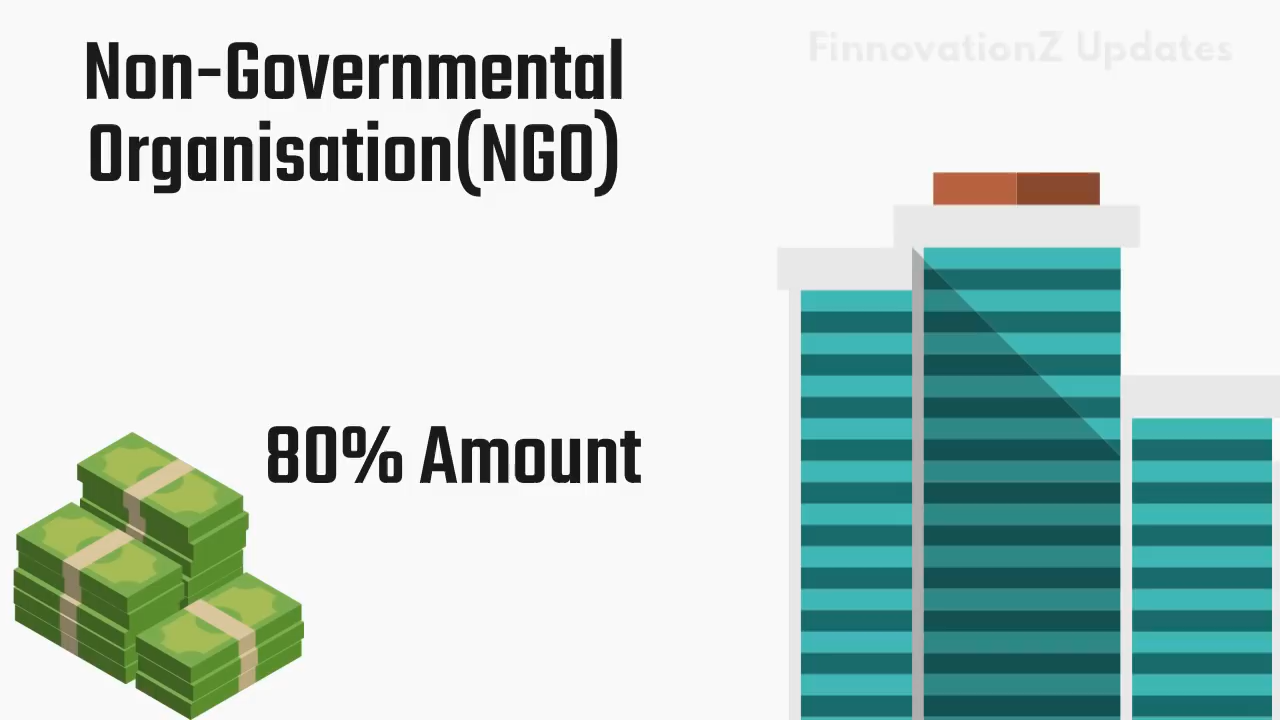 FinnovationZ Updates
Non-Governmental
Organisation(NGO)
80% Amount